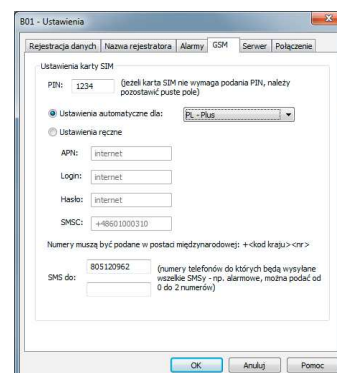 B01 - Ustawienia
Rejestracja danych Nazwa rejestratora Alarmy GSM Serwer Połączenie
Ustawienia karty SIM
PIN: 1234 (jeżeli karta SIM nie wymaga podania PIN, należy
pozostawić puste pole)
Ustawienia automatyczne dla: PL - Plus
Ustawienia ręczne
APN: internet
Login: internet
Hasło: internet
SMSC: +48601000310
Numery muszą być podane w postaci międzynarodowej: +<kod kraju><nr>
SMS do: 805120962 (numery telefonów do których będą wysyłane
wszelkie SMSy - np. alarmowe, można podać od
0 do 2 numerów)
OK Anuluj Pomoc